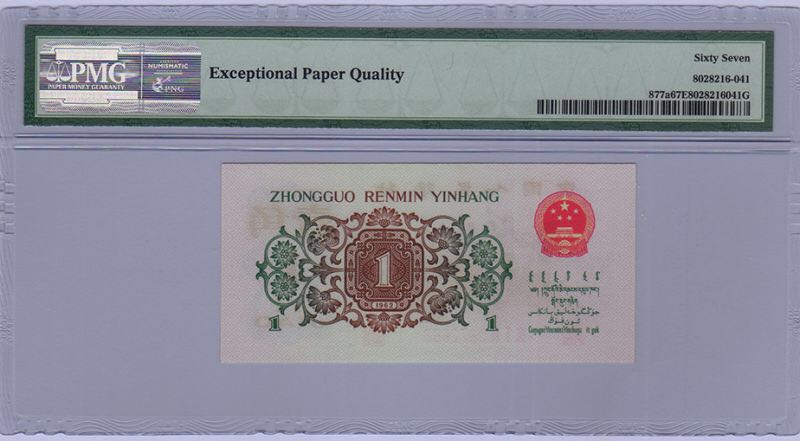 PMG
PAPER MONEY GUARANTY
NUMISMATIC
PNG
Exceptional Paper Quality
Sixty Seven
8028216-041
877a67E8028216041G
ZHONGGUO RENMIN YINHANG
1
1962
1
1